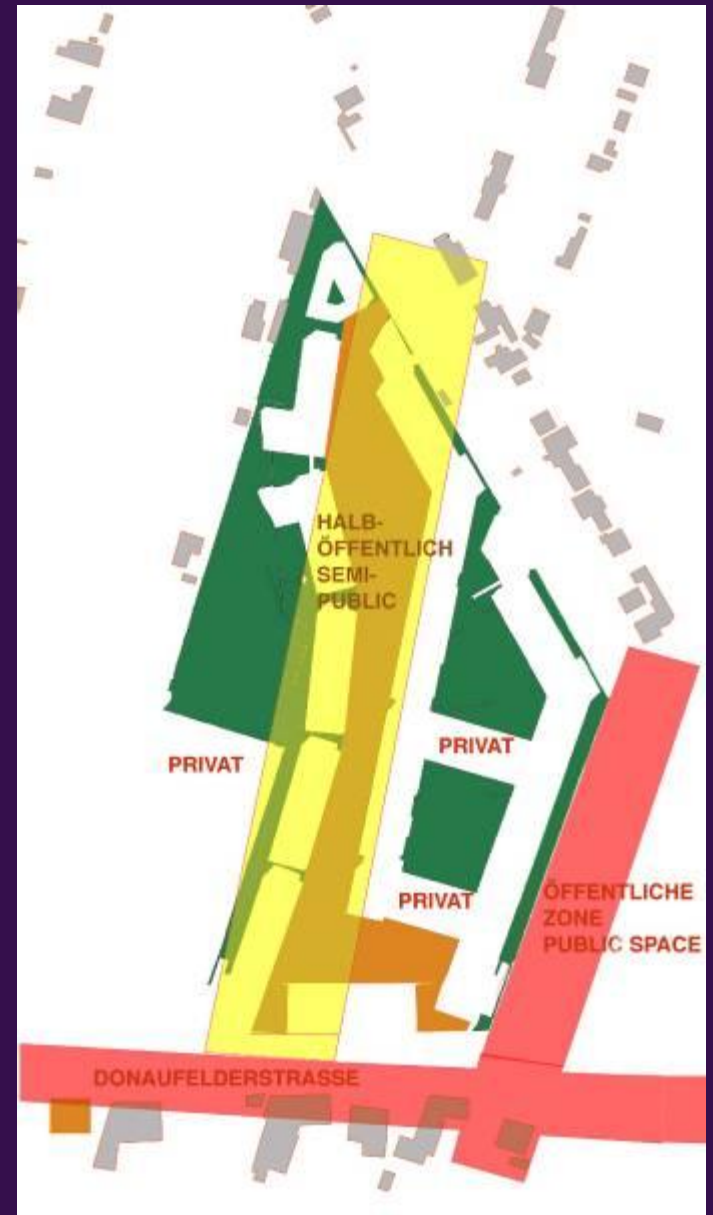 HALB-
ÖFFENTLICH
SEMI-
PUBLIC
PRIVAT
PRIVAT
PRIVAT
ÖFFENTLICHE
ZONE
PUBLIC SPACE
DONAUFELDERSTRASSE